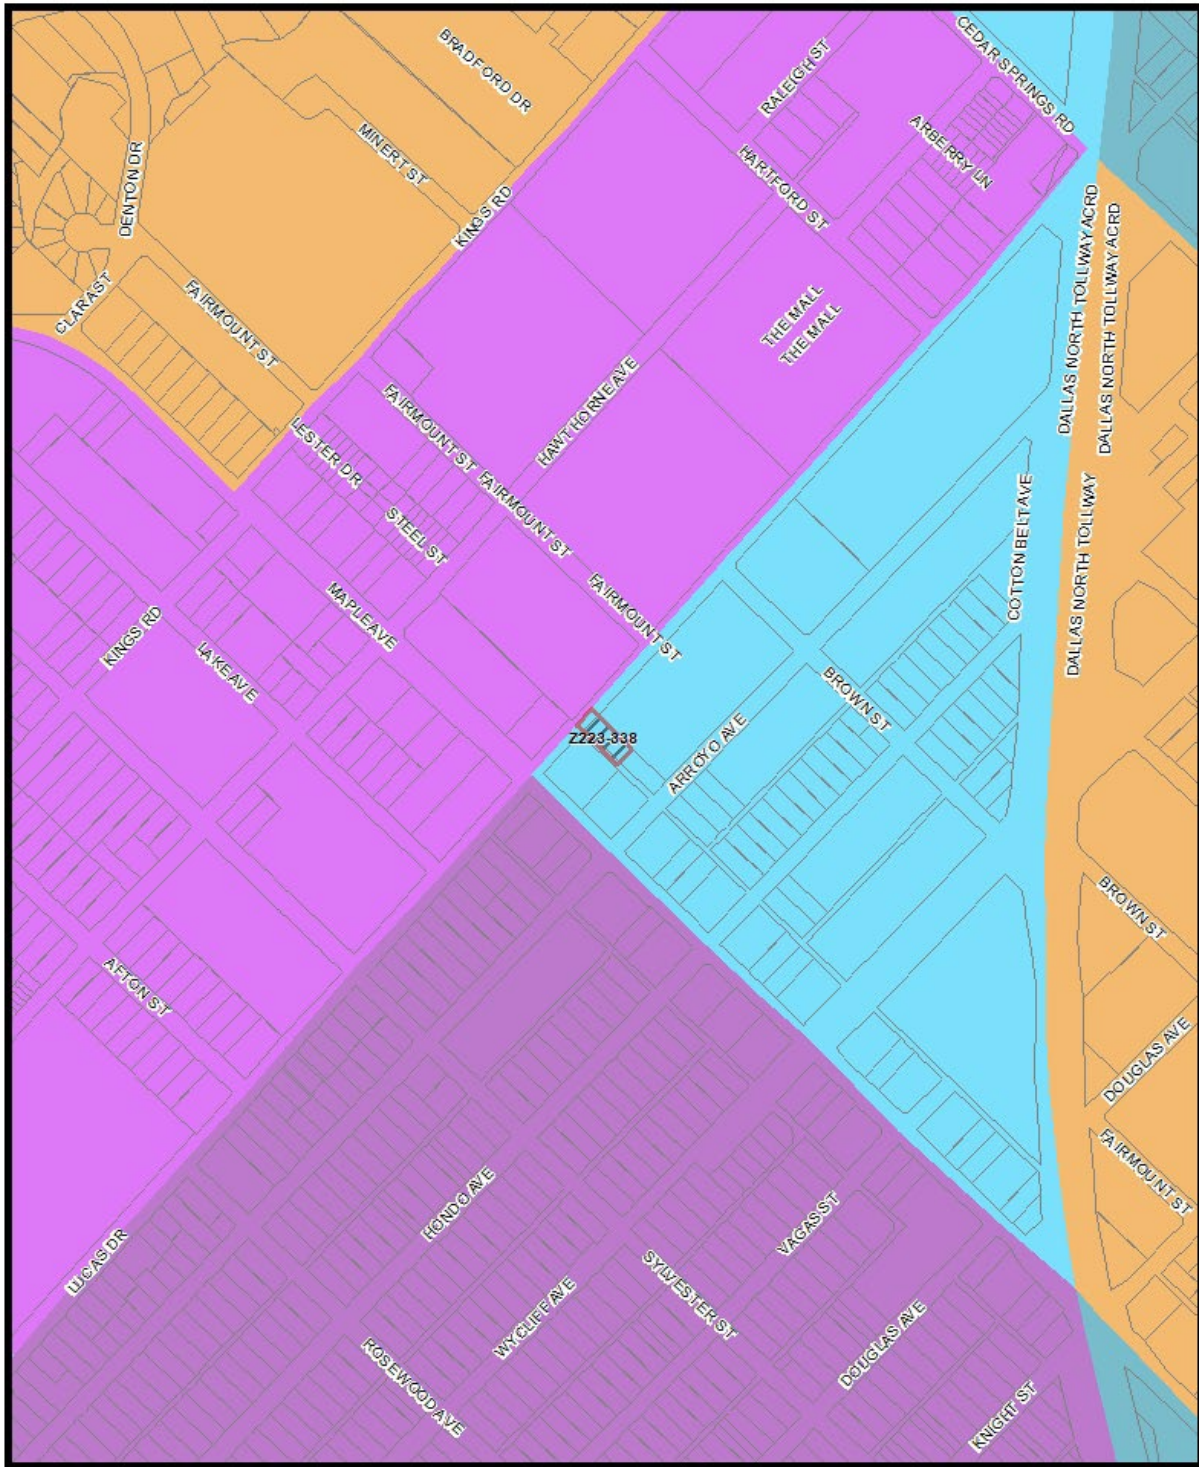 CEDAR SPRINGS RD
BRADFORD DR
RALEIGH ST
ARBERRY LN
MINERT ST
DENTON DR
HARTFORD ST
KINGS RD
DALLAS NORTH TOLLWAY ACRD
DALLAS NORTH TOLLWAY ACRD
CLARA ST
FAIRMOUNT ST
THE MALL
THE MALL
HAWTHORNE AVE
FAIRMOUNT ST
LESTER DR
FAIRMOUNT ST
STEEL ST
COTTON BELT AVE
DALLAS NORTH TOLLWAY
FAIRMOUNT ST
MAPLE AVE
KINGS RD
LAKE AVE
BROWN ST
Z223-338
ARROYO AVE
BROWN ST
AFTON ST
DOUGLAS AVE
FAIRMOUNT ST
HONDO AVE
VAGAS ST
LUCAS DR
SYLVESTER ST
WYCLIFF AVE
DOUGLAS AVE
ROSEWOOD AVE
KNIGHT ST